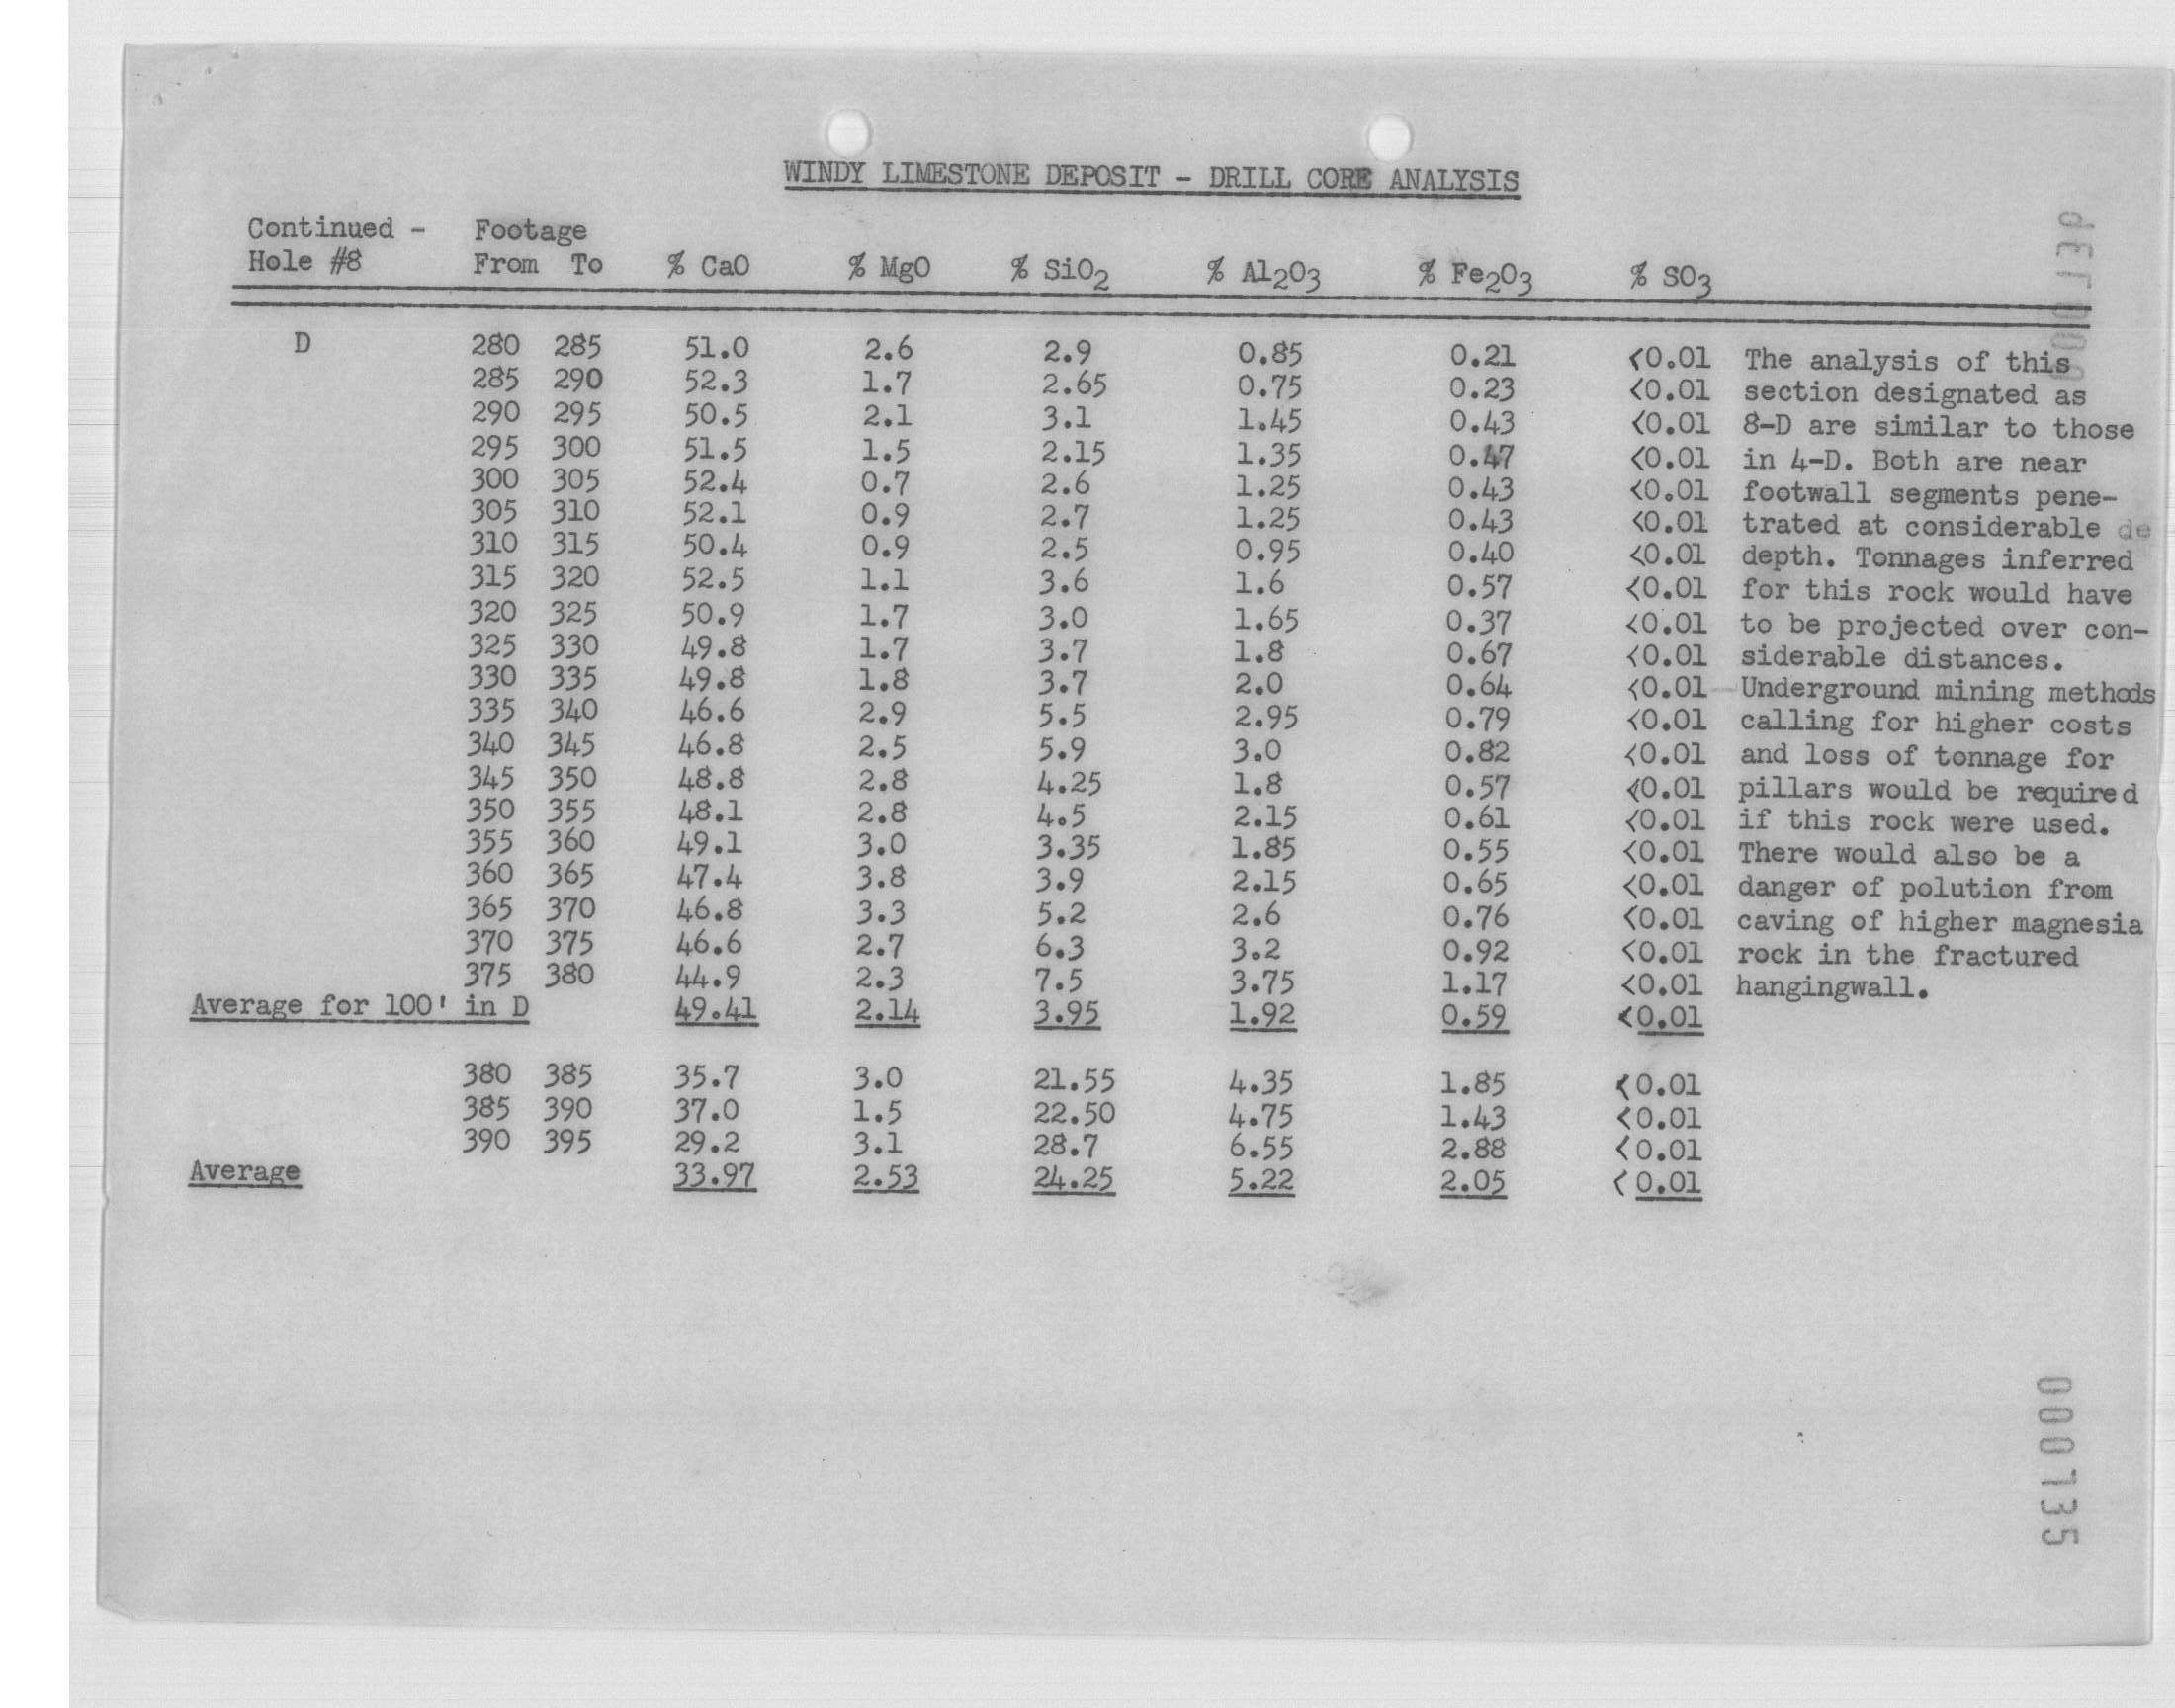 WINDY LIMESTONE DEPOSIT - DRILL CORE ANALYSIS
Continued - Footage
Hole #8 From To % CaO % MgO % SiO2 % Al2O3 % Fe2O3 % SO3
D 280 285 51.0 2.6 2.9 0.85 0.21 <0.01 The analysis of this
285 290 52.3 1.7 2.65 0.75 0.23 <0.01 section designated as
290 295 50.5 2.1 3.1 1.45 0.43 <0.01 8-D are similar to those
295 300 51.5 1.5 2.15 1.35 0.47 <0.01 in 4-D. Both are near
300 305 52.4 0.7 2.6 1.25 0.43 <0.01 footwall segments pene-
305 310 52.1 0.9 2.7 1.25 0.43 <0.01 trated at considerable de
310 315 50.4 0.9 2.5 0.95 0.40 <0.01 depth. Tonnages inferred
315 320 52.5 1.1 3.6 1.6 0.57 <0.01 for this rock would have
320 325 50.9 1.7 3.0 1.65 0.37 <0.01 to be projected over con-
325 330 49.8 1.7 3.7 1.8 0.67 <0.01 siderable distances.
330 335 49.8 1.8 3.7 2.0 0.64 <0.01 Underground mining methods
335 340 46.6 2.9 5.5 2.95 0.79 <0.01 calling for higher costs
340 345 46.8 2.5 5.9 3.0 0.82 <0.01 and loss of tonnage for
345 350 48.8 2.8 4.25 1.8 0.57 <0.01 pillars would be required
350 355 48.1 2.8 4.5 2.15 0.61 <0.01 if this rock were used.
355 360 49.1 3.0 3.35 1.85 0.55 <0.01 There would also be a
360 365 47.4 3.8 3.9 2.15 0.65 <0.01 danger of polution from
365 370 46.8 3.3 5.2 2.6 0.76 <0.01 caving of higher magnesia
370 375 46.6 2.7 6.3 3.2 0.92 <0.01 rock in the fractured
375 380 44.9 2.3 7.5 3.75 1.17 <0.01 hangingwall.
Average for 100' in D 49.41 2.14 3.95 1.92 0.59 <0.01
380 385 35.7 3.0 21.55 4.35 1.85 <0.01
385 390 37.0 1.5 22.50 4.75 1.43 <0.01
390 395 29.2 3.1 28.7 6.55 2.88 <0.01
Average 33.97 2.53 24.25 5.22 2.05 <0.01
000135